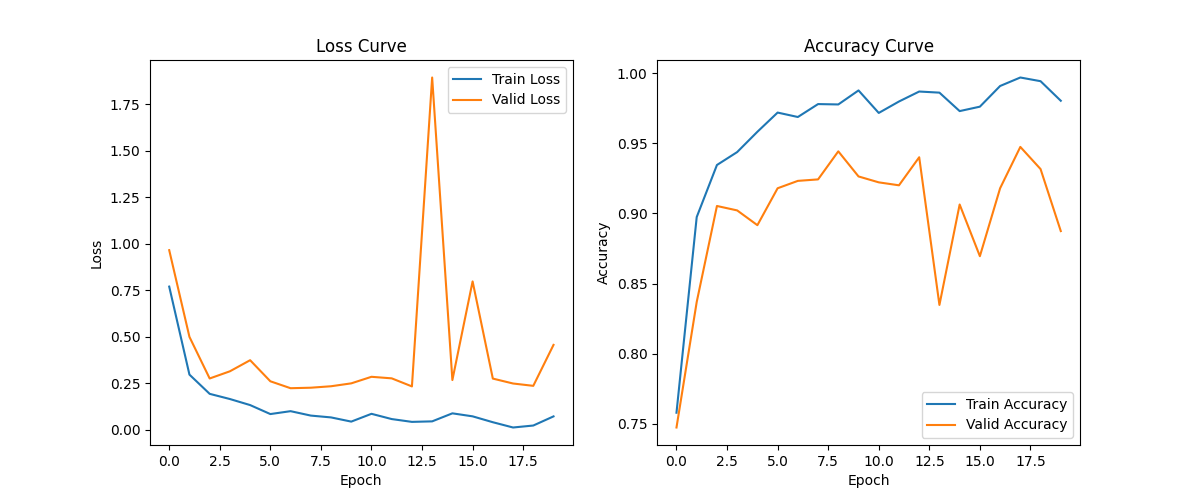 Loss Curve
Train Loss
Valid Loss
1.75
1.50
1.25
1.00
0.75
0.50
0.25
0.00
Loss
0.0 2.5 5.0 7.5 10.0 12.5 15.0 17.5
Epoch
Accuracy Curve
1.00
0.95
0.90
0.85
0.80
0.75
Accuracy
Train Accuracy
Valid Accuracy
0.0 2.5 5.0 7.5 10.0 12.5 15.0 17.5
Epoch